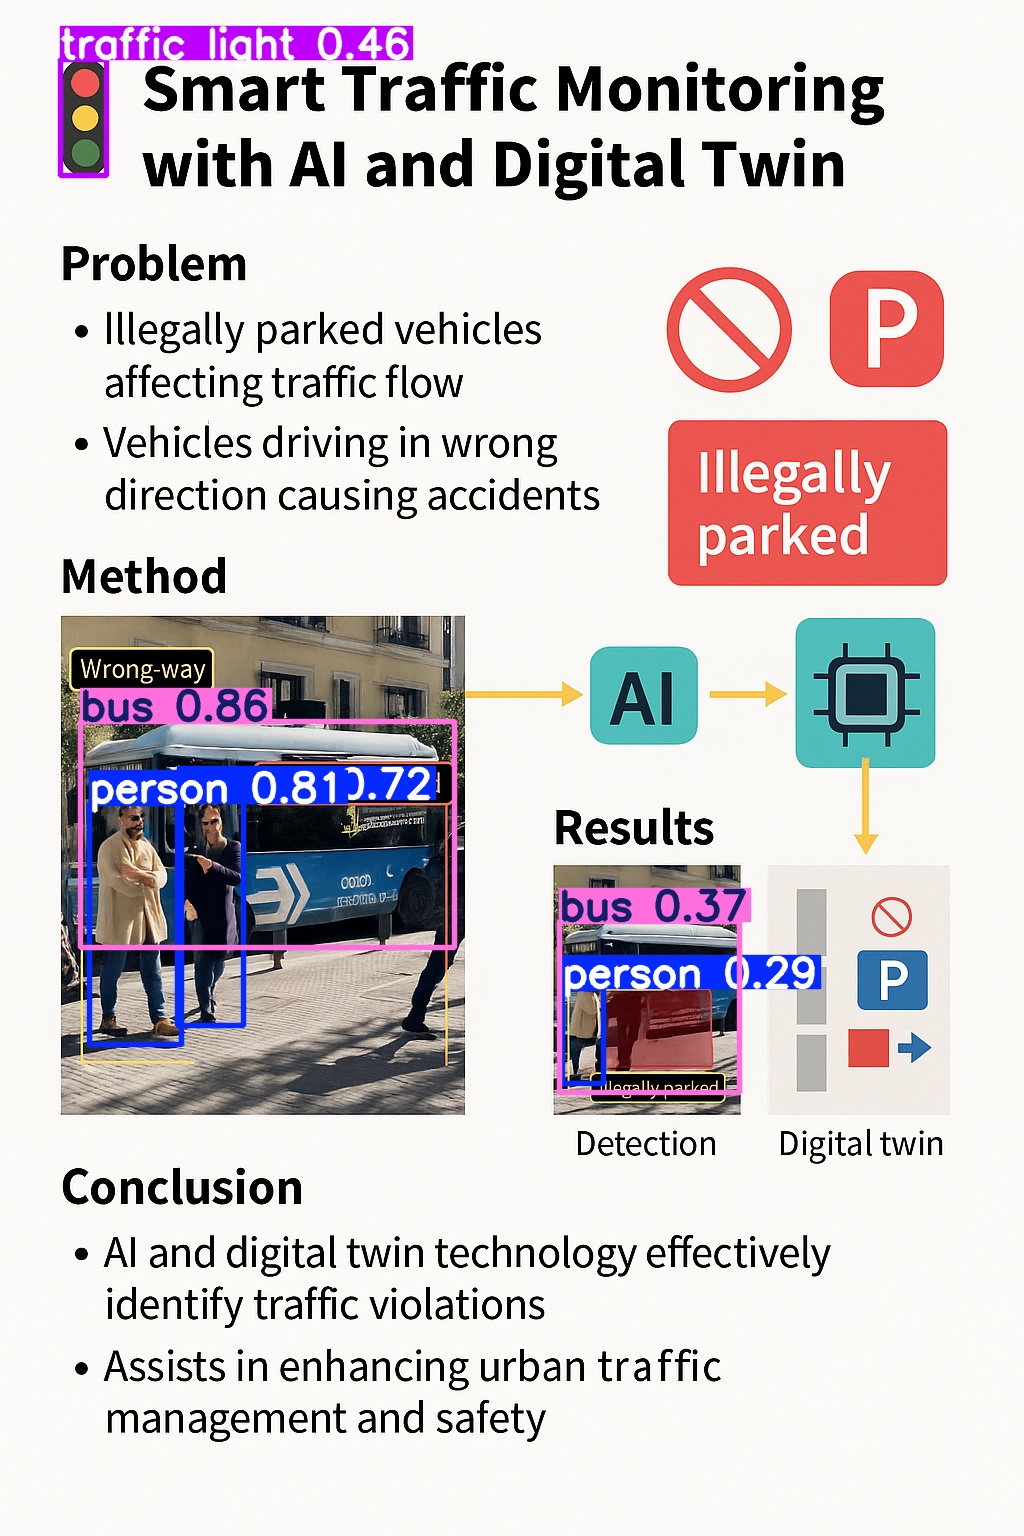 traffic light 0.46
Smart Traffic Monitoring
with AI and Digital Twin
Problem
• Illegally parked vehicles
affecting traffic flow
• Vehicles driving in wrong
direction causing accidents
P
Illegally
parked
Method
Wrong-way
bus 0.86
person 0.81
0.72
AI
Results
bus 0.37
person 0.29
P
Illegally parked
Detection
Digital twin
Conclusion
• AI and digital twin technology effectively
identify traffic violations
• Assists in enhancing urban traffic
management and safety